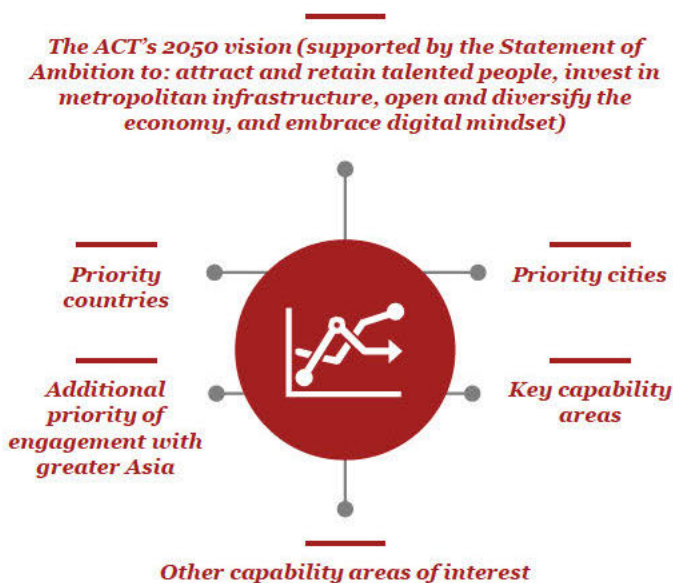 The ACT's 2050 vision (supported by the Statement of
Ambition to: attract and retain talented people, invest in
metropolitan infrastructure, open and diversify the
economy, and embrace digital mindset)
Priority
countries
Priority cities
Additional
priority of
engagement with
greater Asia
Key capability
areas
Other capability areas of interest